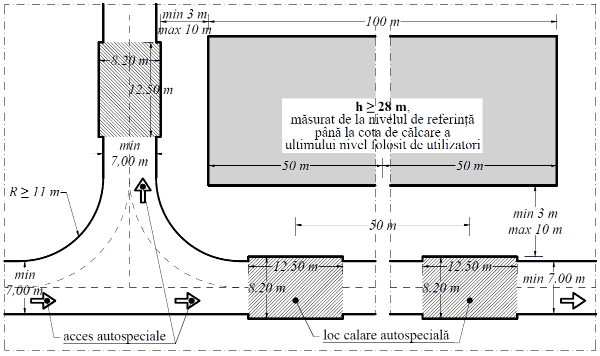 min 3 m
max 10 m
100 m
8.20 m
12.50 m
h ≥ 28 m,
măsurat de la nivelul de referință
până la cota de călcare a
ultimului nivel folosit de utilizatori
min
7,00 m
50 m
50 m
R ≥ 11 m
min 3 m
max 10 m
50 m
min
7,00 m
12.50 m
8.20 m
12.50 m
8.20 m
min 7.00 m
acces autospeciale
loc calare autospecială